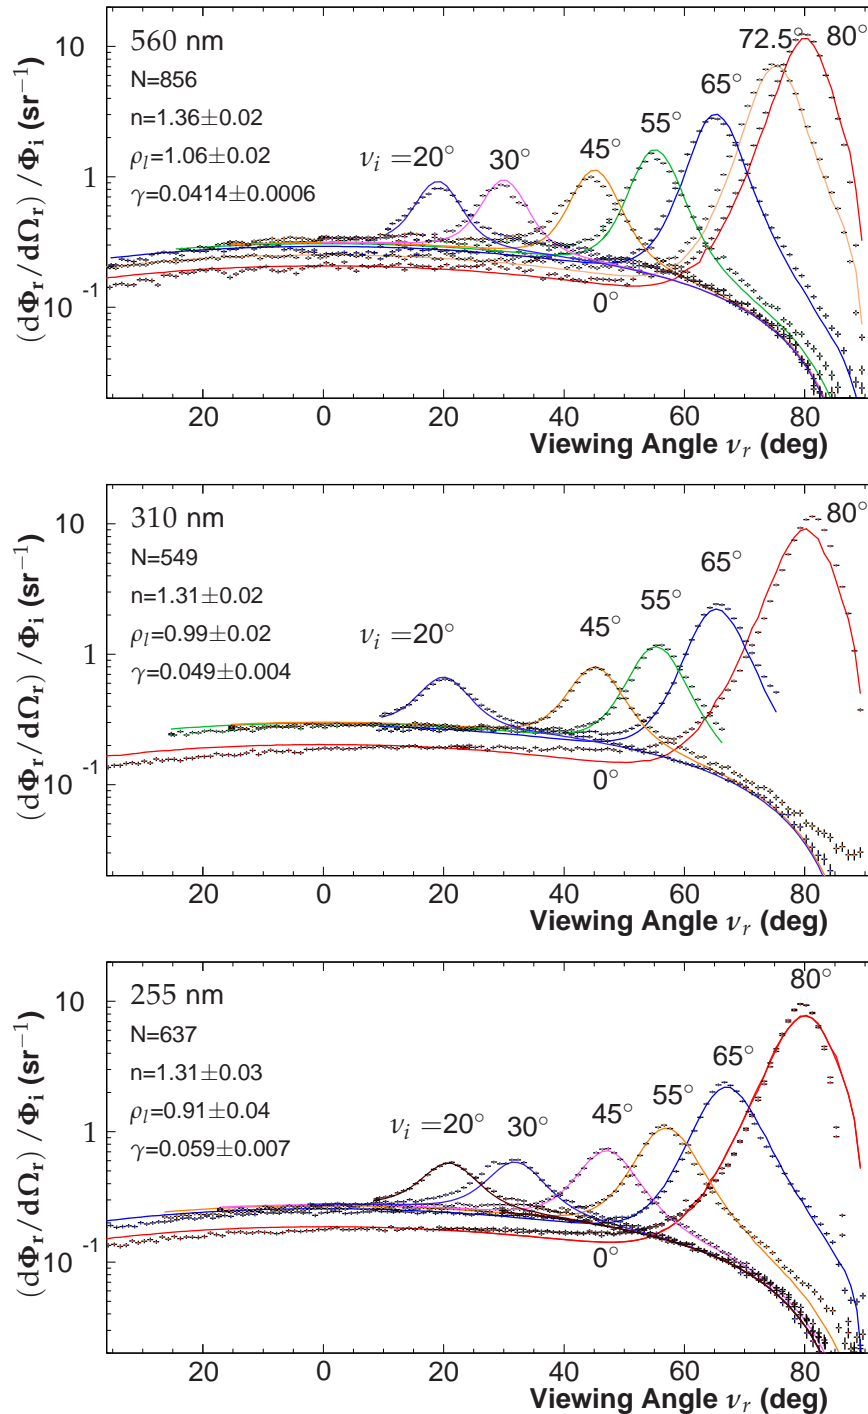 (dΦr/dΩr) / Φi (sr⁻¹)
560 nm
N=856
n=1.36±0.02
ρl=1.06±0.02
γ=0.0414±0.0006
νi =20°
30°
45°
55°
65°
72.5°
80°
0°
10
1
10⁻¹
20 0 20 40 60 80
Viewing Angle νr (deg)
(dΦr/dΩr) / Φi (sr⁻¹)
310 nm
N=549
n=1.31±0.02
ρl=0.99±0.02
γ=0.049±0.004
νi =20°
45°
55°
65°
80°
0°
10
1
10⁻¹
20 0 20 40 60 80
Viewing Angle νr (deg)
(dΦr/dΩr) / Φi (sr⁻¹)
255 nm
N=637
n=1.31±0.03
ρl=0.91±0.04
γ=0.059±0.007
νi =20°
30°
45°
55°
65°
80°
0°
10
1
10⁻¹
20 0 20 40 60 80
Viewing Angle νr (deg)